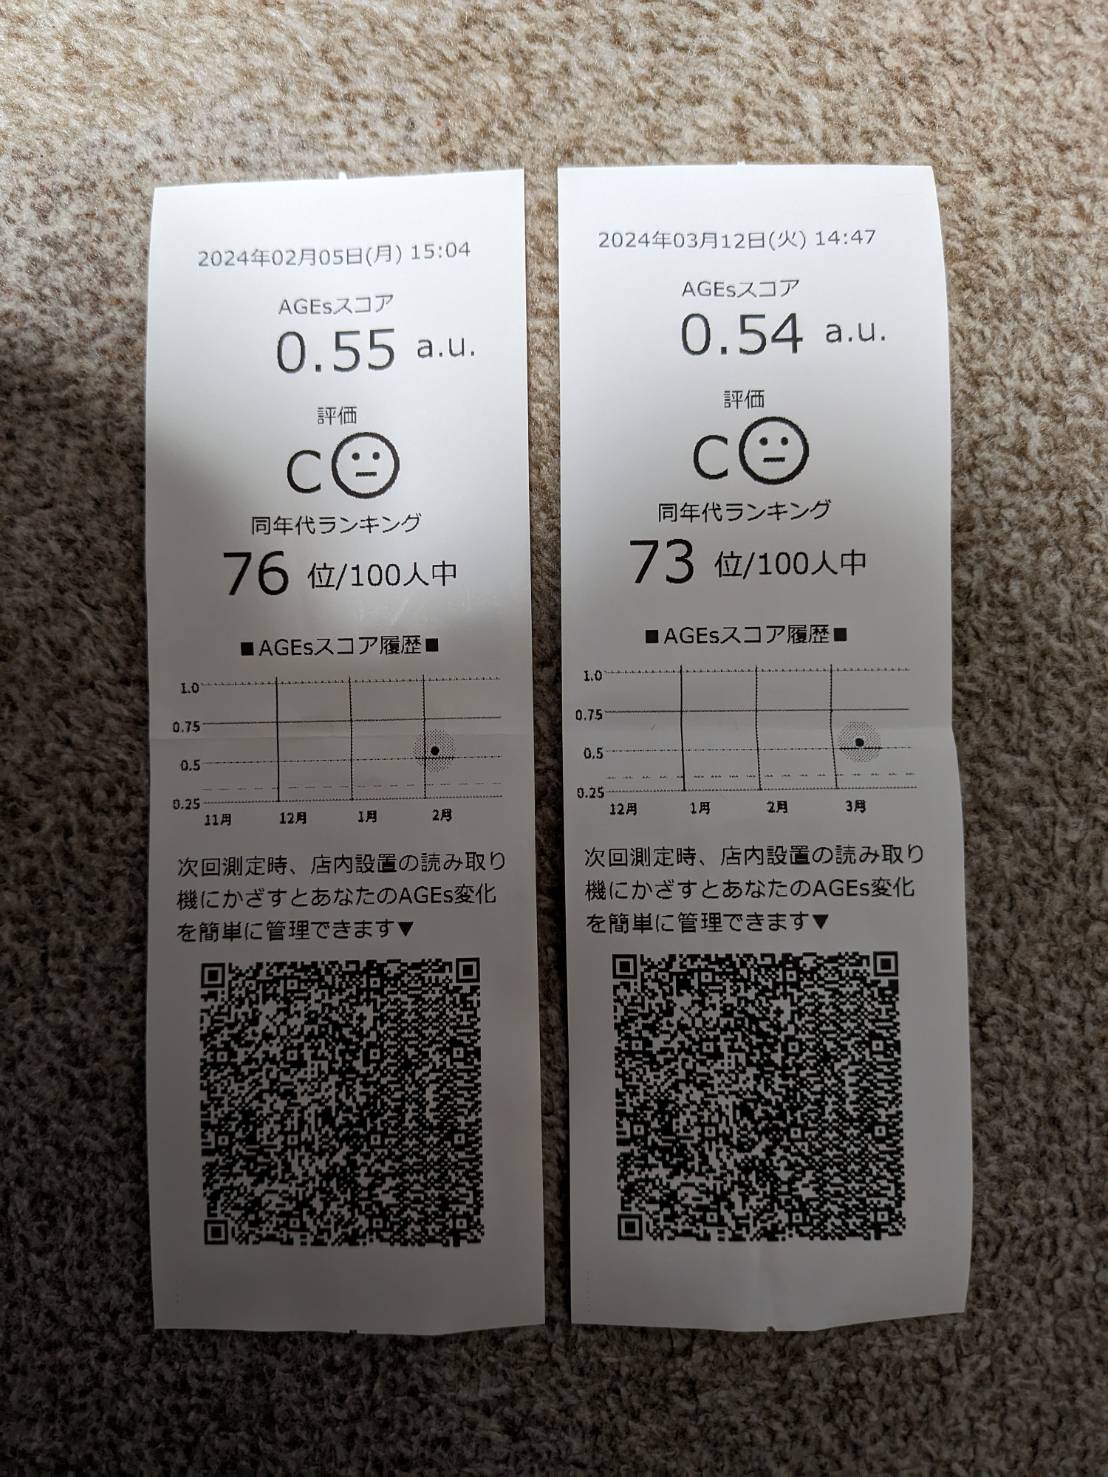 2024年02月05日(月) 15:04
AGEsスコア
0.55 a.u.
評価
C
同年代ランキング
76 位/100人中
■AGEsスコア履歴■
1.0
0.75
0.5
0.25
11月 12月 1月 2月
次回測定時、店内設置の読み取り
機にかざすとあなたのAGEs変化
を簡単に管理できます▼
2024年03月12日(火) 14:47
AGEsスコア
0.54 a.u.
評価
C
同年代ランキング
73 位/100人中
■AGEsスコア履歴■
1.0
0.75
0.5
0.25
12月 1月 2月 3月
次回測定時、店内設置の読み取り
機にかざすとあなたのAGEs変化
を簡単に管理できます▼